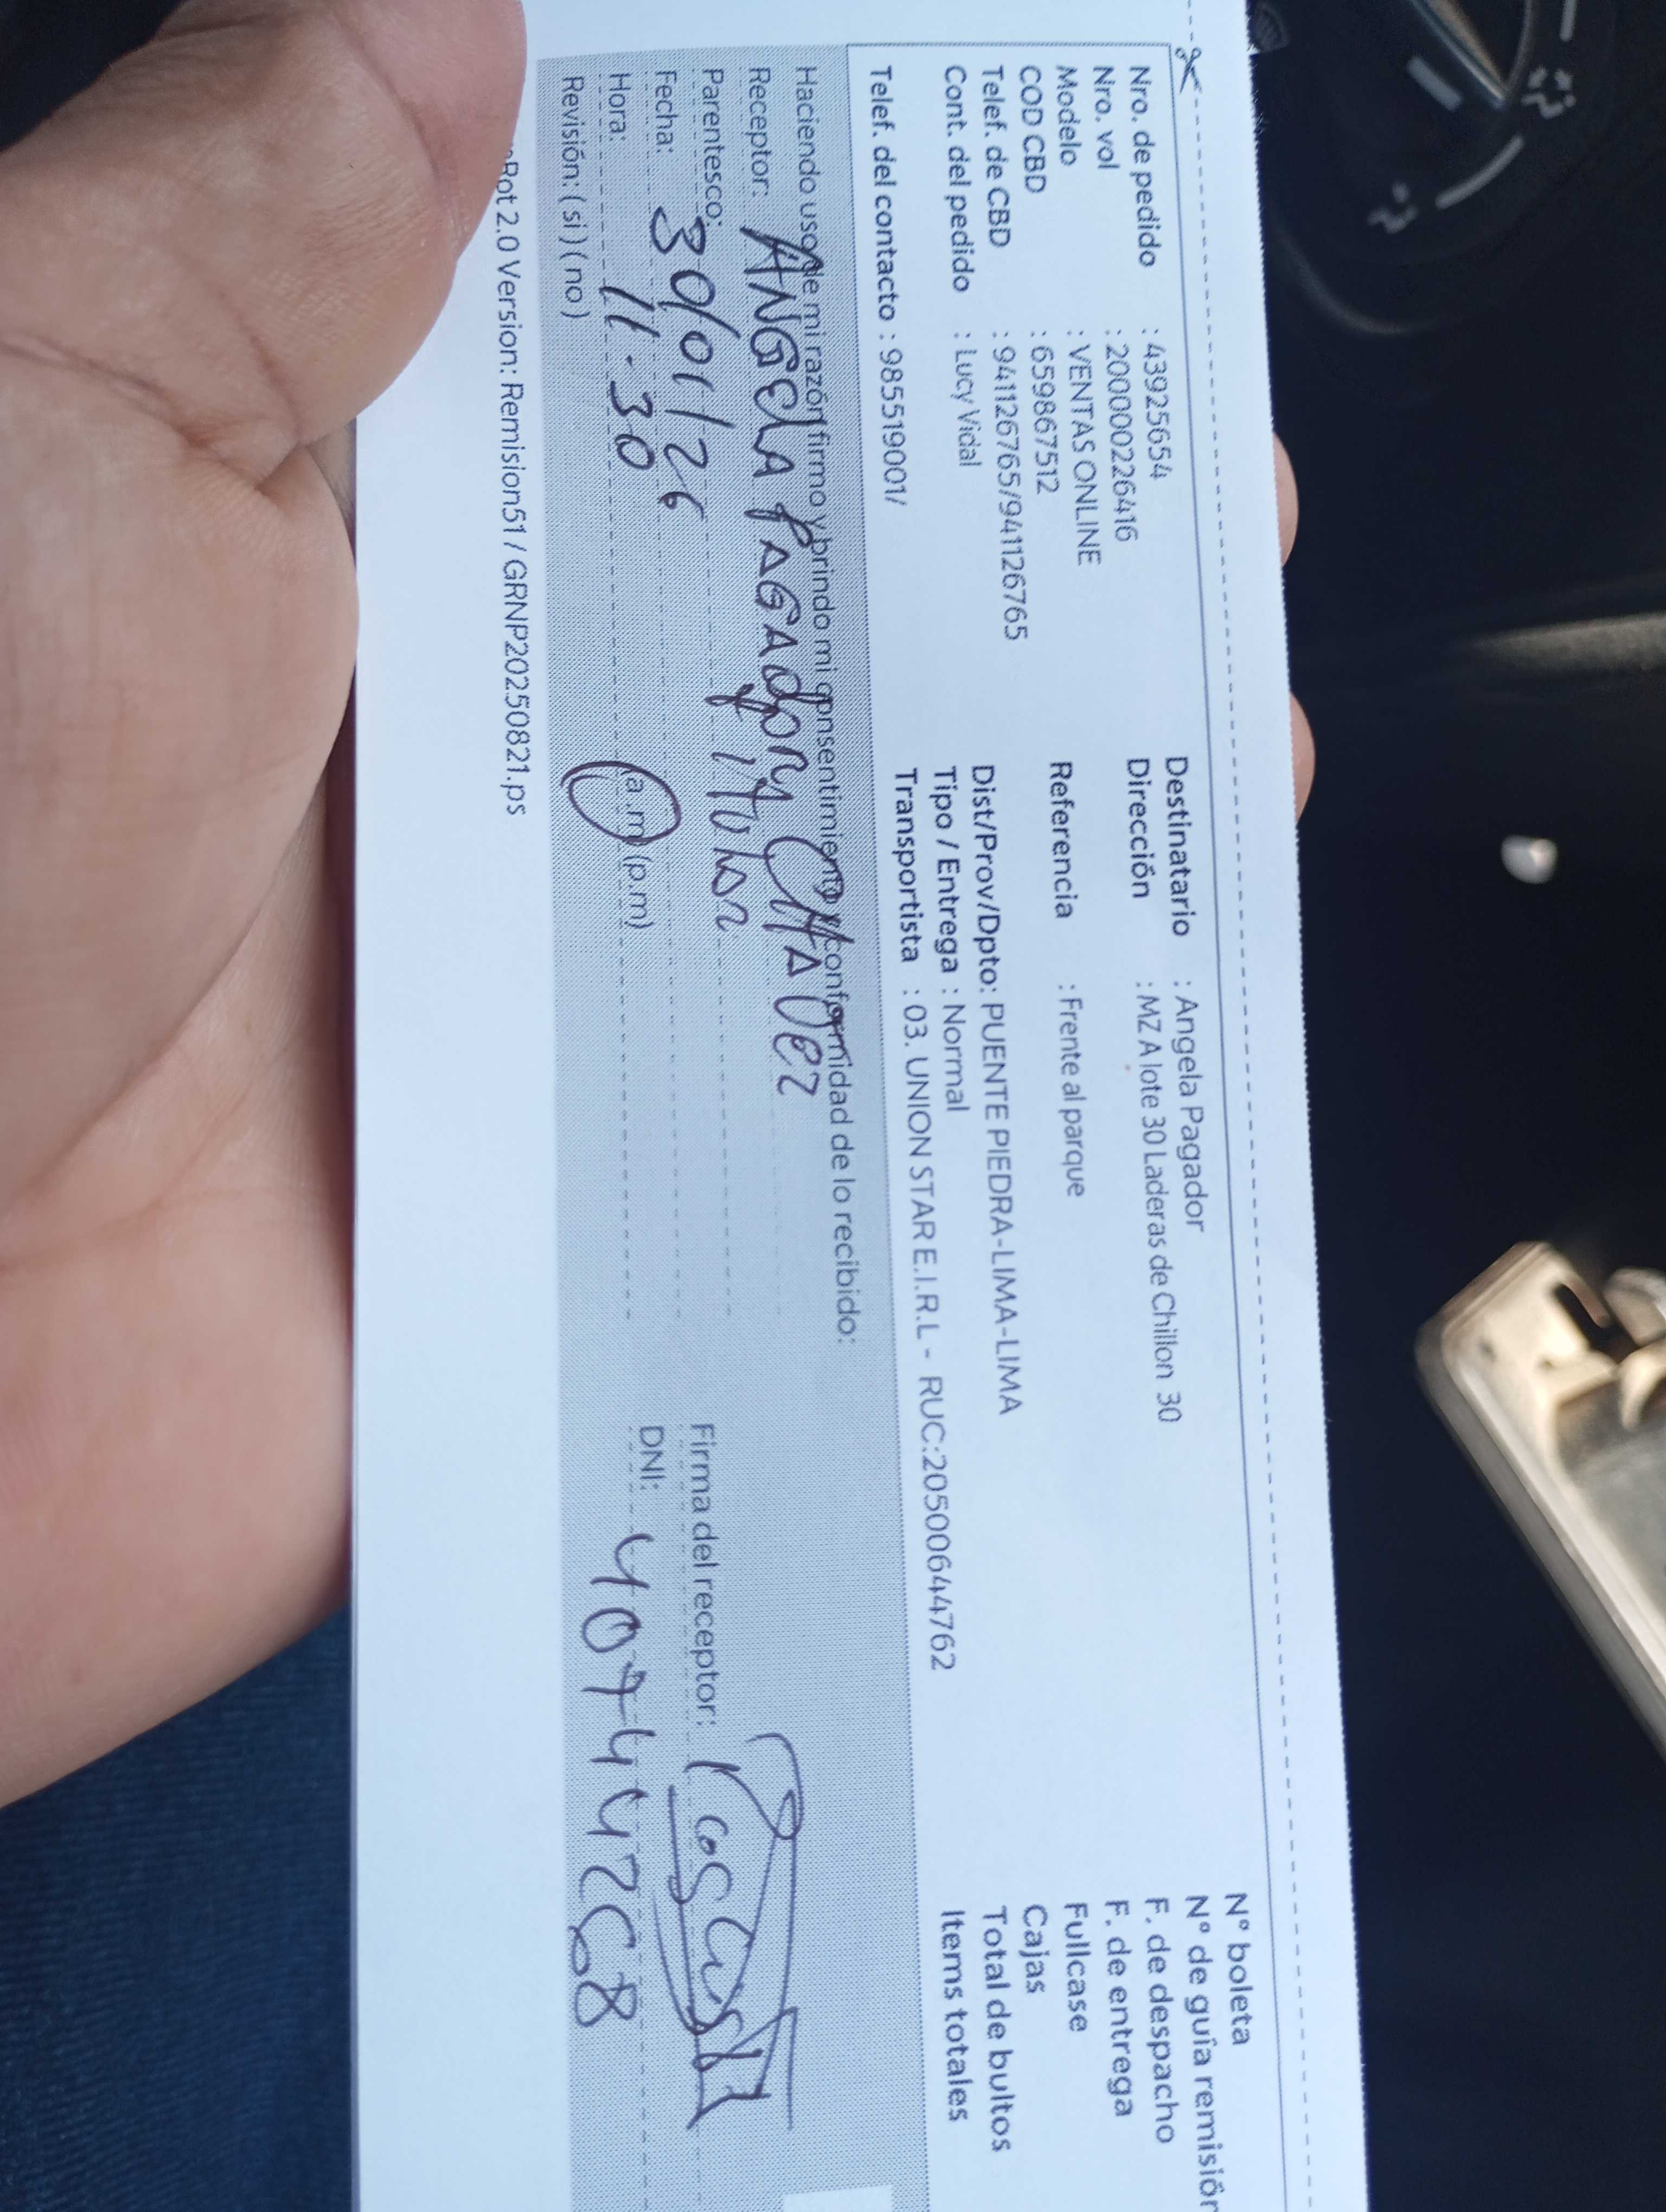 Nro. de pedido : 43925654
Nro. vol : 2000000226416
Modelo : VENTAS ONLINE
COD CBD : 659867512
Telef. de CBD : 941126765/941126765
Cont. del pedido : Lucy Vidal
Telef. del contacto : 985519001/
Destinatario : Angela Pagador
Dirección : MZ A lote 30 Laderas de Chillon 30
Referencia : Frente al parque
Dist/Prov/Dpto: PUENTE PIEDRA-LIMA-LIMA
Tipo / Entrega : Normal
Transportista : 03. UNION STAR E.I.R.L - RUC:20500644762
N° boleta
N° de guía remisión
F. de despacho
F. de entrega
Fullcase
Cajas
Total de bultos
Items totales
Haciendo uso de mi razón firmo y brindo mi consentimiento y conformidad de lo recibido:
Receptor: ANGELA PAGADOR CHAVEZ
Parentesco: titular
Fecha: 30/01/26
Hora: 11.30 (a.m) (p.m)
Revisión: ( si ) ( no )
Firma del receptor:
DNI: 40744268
Rot 2.0 Version: Remision51 / GRNP20250821.ps